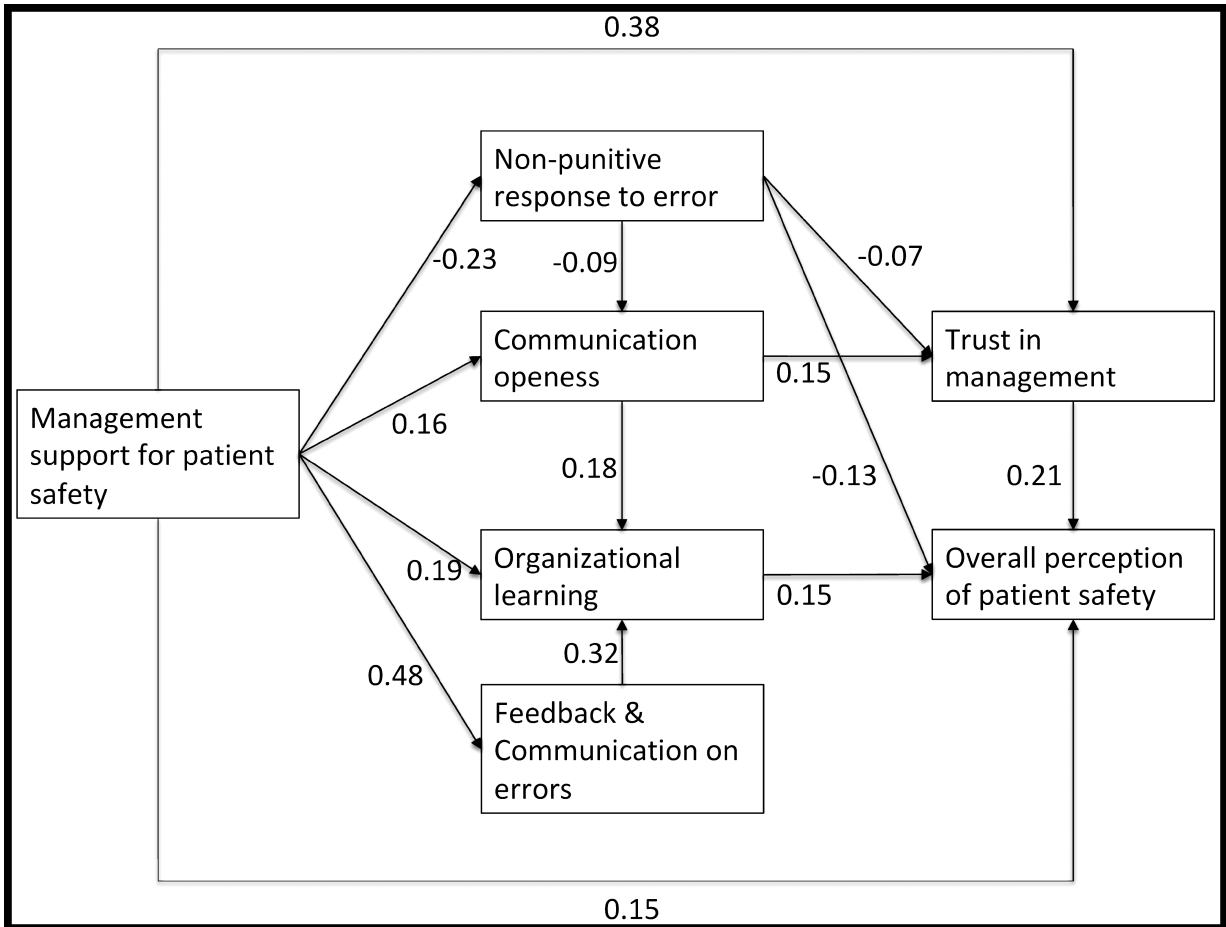 0.38
Non-punitive
response to error
-0.23
-0.09
-0.07
Communication
openess
0.15
Trust in
management
Management
support for patient
safety
0.16
0.18
-0.13
0.21
Organizational
learning
0.19
0.15
Overall perception
of patient safety
0.32
0.48
Feedback &
Communication on
errors
0.15